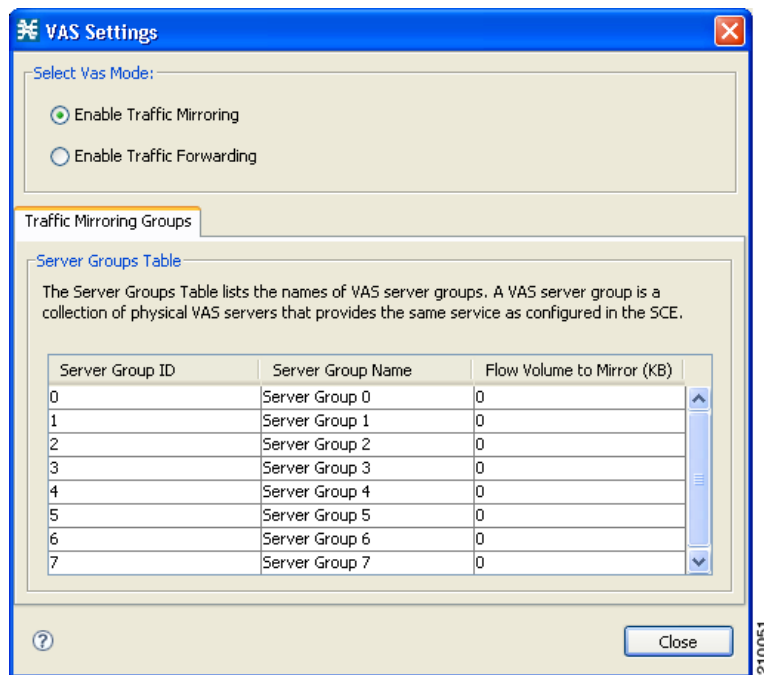 VAS Settings
Select Vas Mode:
Enable Traffic Mirroring
Enable Traffic Forwarding
Traffic Mirroring Groups
Server Groups Table
The Server Groups Table lists the names of VAS server groups. A VAS server group is a
collection of physical VAS servers that provides the same service as configured in the SCE.
Server Group ID Server Group Name Flow Volume to Mirror (KB)
0 Server Group 0 0
1 Server Group 1 0
2 Server Group 2 0
3 Server Group 3 0
4 Server Group 4 0
5 Server Group 5 0
6 Server Group 6 0
7 Server Group 7 0
?
Close
210051